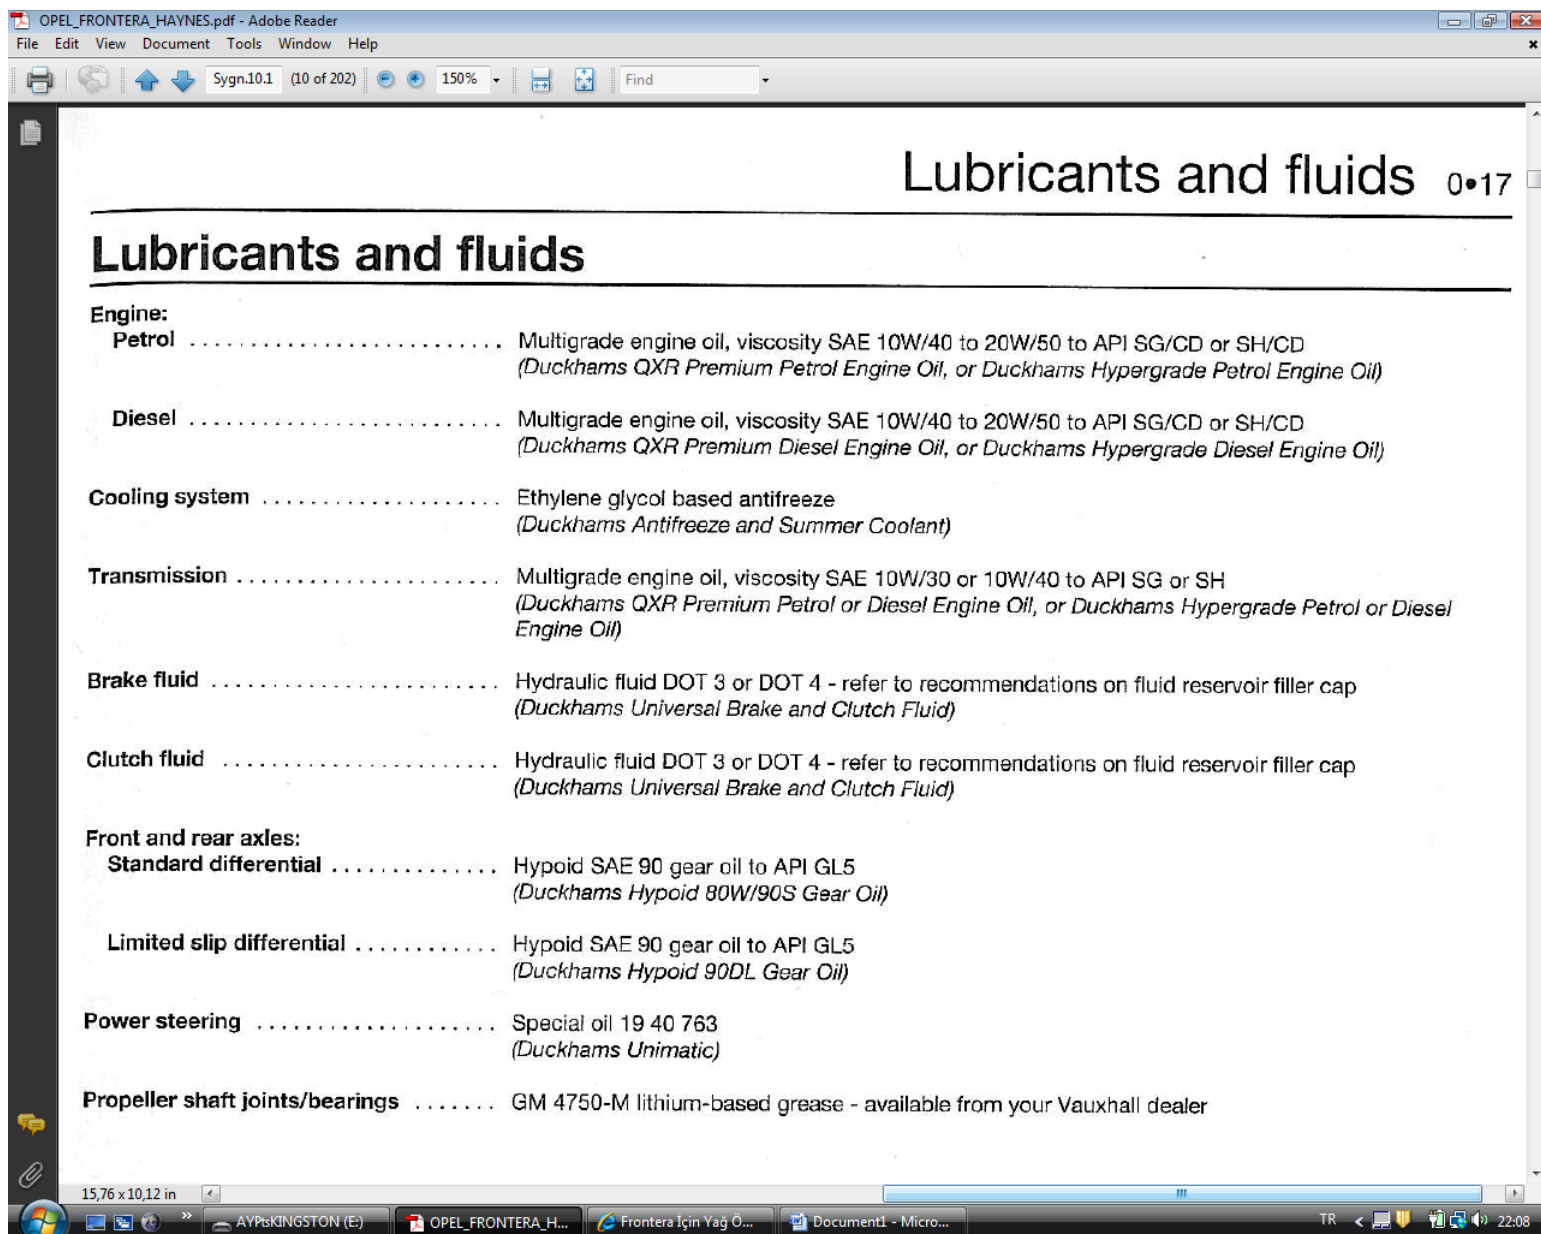 OPEL_FRONTERA_HAYNES.pdf - Adobe Reader
File Edit View Document Tools Window Help
Sygn.10.1 (10 of 202) 150% Find
Lubricants and fluids 0•17
Lubricants and fluids
Engine:
Petrol .......................... Multigrade engine oil, viscosity SAE 10W/40 to 20W/50 to API SG/CD or SH/CD
(Duckhams QXR Premium Petrol Engine Oil, or Duckhams Hypergrade Petrol Engine Oil)
Diesel .......................... Multigrade engine oil, viscosity SAE 10W/40 to 20W/50 to API SG/CD or SH/CD
(Duckhams QXR Premium Diesel Engine Oil, or Duckhams Hypergrade Diesel Engine Oil)
Cooling system .................... Ethylene glycol based antifreeze
(Duckhams Antifreeze and Summer Coolant)
Transmission ...................... Multigrade engine oil, viscosity SAE 10W/30 or 10W/40 to API SG or SH
(Duckhams QXR Premium Petrol or Diesel Engine Oil, or Duckhams Hypergrade Petrol or Diesel
Engine Oil)
Brake fluid ........................ Hydraulic fluid DOT 3 or DOT 4 - refer to recommendations on fluid reservoir filler cap
(Duckhams Universal Brake and Clutch Fluid)
Clutch fluid ....................... Hydraulic fluid DOT 3 or DOT 4 - refer to recommendations on fluid reservoir filler cap
(Duckhams Universal Brake and Clutch Fluid)
Front and rear axles:
Standard differential .............. Hypoid SAE 90 gear oil to API GL5
(Duckhams Hypoid 80W/90S Gear Oil)
Limited slip differential ............ Hypoid SAE 90 gear oil to API GL5
(Duckhams Hypoid 90DL Gear Oil)
Power steering .................... Special oil 19 40 763
(Duckhams Unimatic)
Propeller shaft joints/bearings ....... GM 4750-M lithium-based grease - available from your Vauxhall dealer
15,76 x 10,12 in
AYPtsKINGSTON (E:) OPEL_FRONTERA_H... Frontera İçin Yağ Ö... Document1 - Micro... TR 22:08